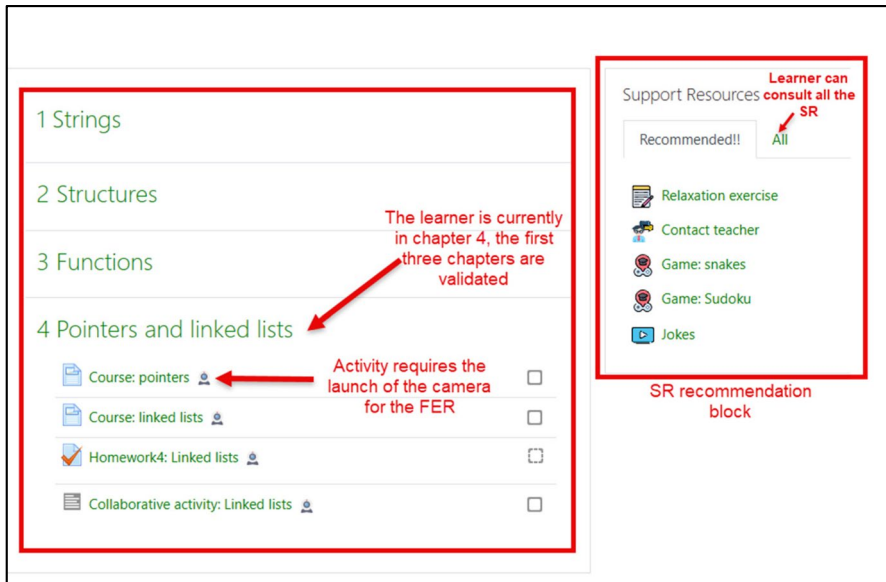 1 Strings
2 Structures
The learner is currently
in chapter 4, the first
three chapters are
validated
3 Functions
4 Pointers and linked lists
Course: pointers
Activity requires the
launch of the camera
for the FER
Course: linked lists
Homework4: Linked lists
Collaborative activity: Linked lists
Support Resources
Learner can
consult all the
SR
Recommended!!
All
Relaxation exercise
Contact teacher
Game: snakes
Game: Sudoku
Jokes
SR recommendation
block